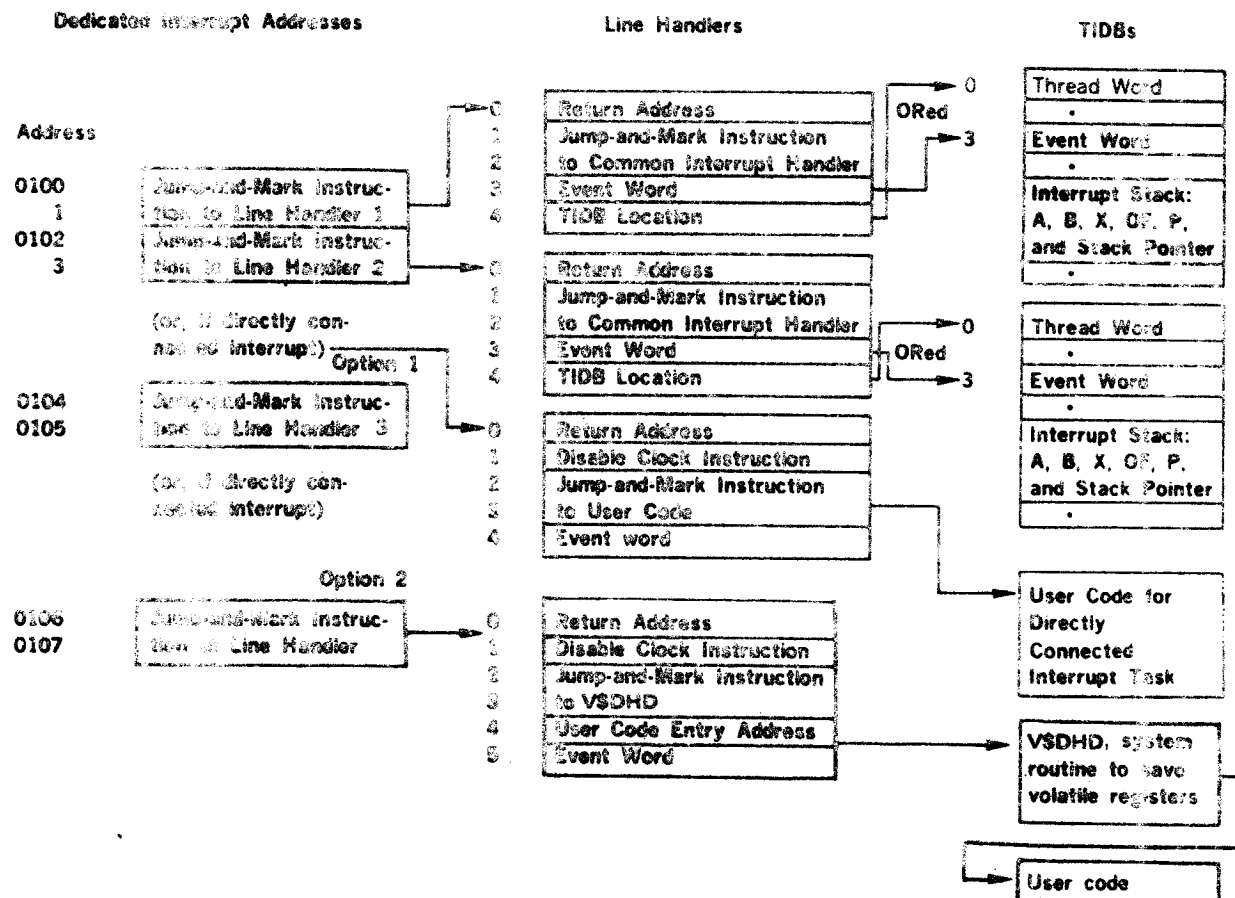 Dedicated Interrupt Addresses
Line Handlers
TIDBs
Address
0100
1
0102
3
Jump-and-Mark Instruc-
tion to Line Handler 1
Jump-and-Mark Instruc-
tion to Line Handler 2
(or, if directly con-
nected interrupt)
Option 1
0104
0105
Jump-and-Mark Instruc-
tion to Line Handler 3
(or, if directly con-
nected interrupt)
Option 2
0106
0107
Jump-and-Mark Instruc-
Line Handler
0 Return Address
1 Jump-and-Mark Instruction
2 to Common Interrupt Handler
3 Event Word
4 TIDB Location
0 Return Address
1 Jump-and-Mark Instruction
2 to Common Interrupt Handler
3 Event Word
4 TIDB Location
0 Return Address
1 Disable Clock Instruction
2 Jump-and-Mark Instruction
3 to User Code
4 Event word
0 Return Address
1 Disable Clock Instruction
2 Jump-and-Mark Instruction
3 to V$DHD
4 User Code Entry Address
5 Event Word
0 Thread Word
ORed
3 Event Word
Interrupt Stack:
A, B, X, OF, P,
and Stack Pointer
0 Thread Word
ORed
3 Event Word
Interrupt Stack:
A, B, X, OF, P,
and Stack Pointer
User Code for
Directly
Connected
Interrupt Task
V$DHD, system
routine to save
volatile registers
User code